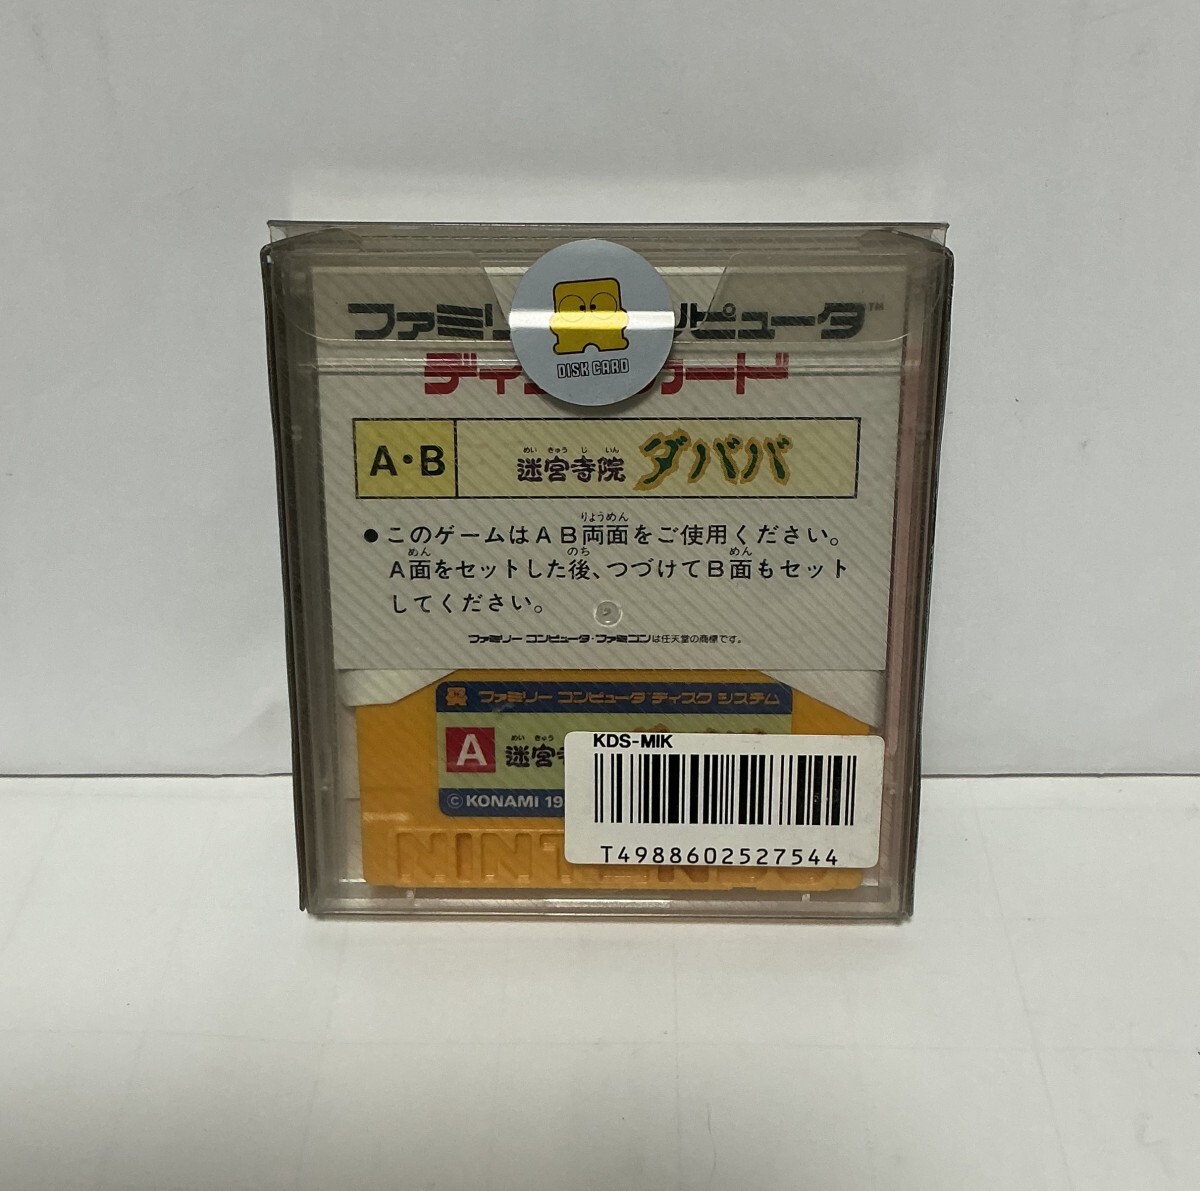 ファミリー ンピュータ™
DISK CARD
ディ カード
A・B
めいきゅうじいん
迷宮寺院 ダババ
りょうめん
●このゲームはAB両面をご使用ください。
めん のち めん
A面をセットした後、つづけてB面もセット
してください。
ファミリー コンピュータ・ファミコンは任天堂の商標です。
ファミリー コンピュータ ディスク システム
めいきゅう
A 迷宮寺
KDS-MIK
©KONAMI 19
T4988602527544
NINTENDO